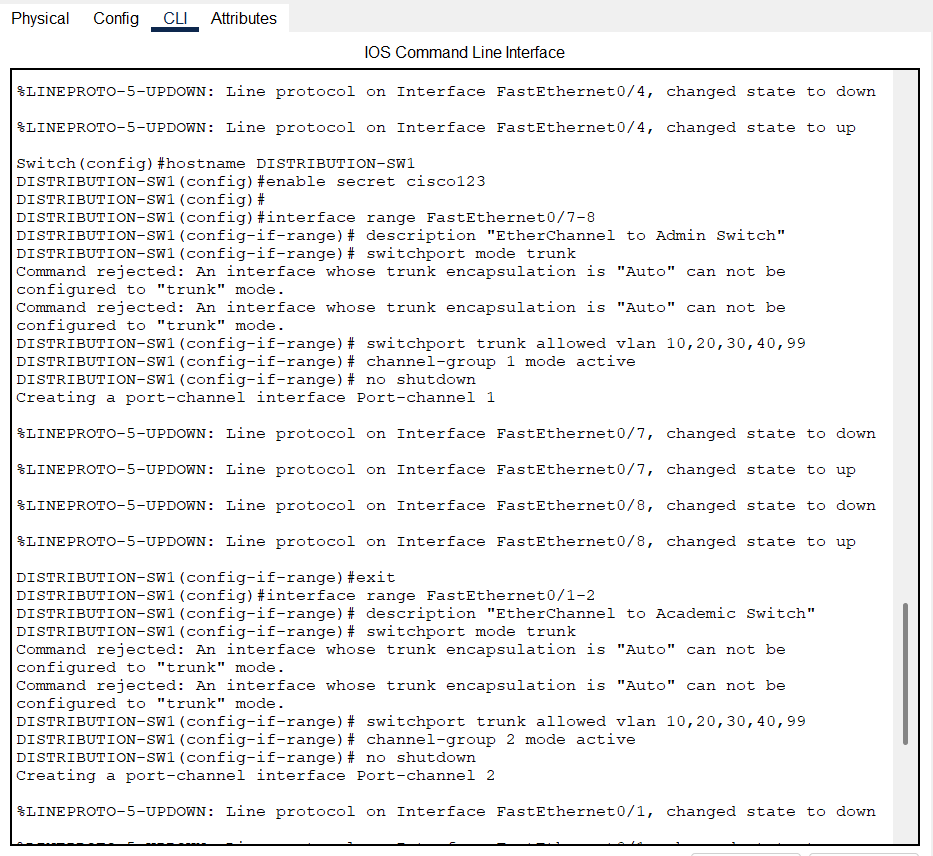 Physical Config CLI Attributes
IOS Command Line Interface
%LINEPROTO-5-UPDOWN: Line protocol on Interface FastEthernet0/4, changed state to down
%LINEPROTO-5-UPDOWN: Line protocol on Interface FastEthernet0/4, changed state to up
Switch(config)#hostname DISTRIBUTION-SW1
DISTRIBUTION-SW1(config)#enable secret cisco123
DISTRIBUTION-SW1(config)#
DISTRIBUTION-SW1(config)#interface range FastEthernet0/7-8
DISTRIBUTION-SW1(config-if-range)# description "EtherChannel to Admin Switch"
DISTRIBUTION-SW1(config-if-range)# switchport mode trunk
Command rejected: An interface whose trunk encapsulation is "Auto" can not be
configured to "trunk" mode.
Command rejected: An interface whose trunk encapsulation is "Auto" can not be
configured to "trunk" mode.
DISTRIBUTION-SW1(config-if-range)# switchport trunk allowed vlan 10,20,30,40,99
DISTRIBUTION-SW1(config-if-range)# channel-group 1 mode active
DISTRIBUTION-SW1(config-if-range)# no shutdown
Creating a port-channel interface Port-channel 1
%LINEPROTO-5-UPDOWN: Line protocol on Interface FastEthernet0/7, changed state to down
%LINEPROTO-5-UPDOWN: Line protocol on Interface FastEthernet0/7, changed state to up
%LINEPROTO-5-UPDOWN: Line protocol on Interface FastEthernet0/8, changed state to down
%LINEPROTO-5-UPDOWN: Line protocol on Interface FastEthernet0/8, changed state to up
DISTRIBUTION-SW1(config-if-range)#exit
DISTRIBUTION-SW1(config)#interface range FastEthernet0/1-2
DISTRIBUTION-SW1(config-if-range)# description "EtherChannel to Academic Switch"
DISTRIBUTION-SW1(config-if-range)# switchport mode trunk
Command rejected: An interface whose trunk encapsulation is "Auto" can not be
configured to "trunk" mode.
Command rejected: An interface whose trunk encapsulation is "Auto" can not be
configured to "trunk" mode.
DISTRIBUTION-SW1(config-if-range)# switchport trunk allowed vlan 10,20,30,40,99
DISTRIBUTION-SW1(config-if-range)# channel-group 2 mode active
DISTRIBUTION-SW1(config-if-range)# no shutdown
Creating a port-channel interface Port-channel 2
%LINEPROTO-5-UPDOWN: Line protocol on Interface FastEthernet0/1, changed state to down